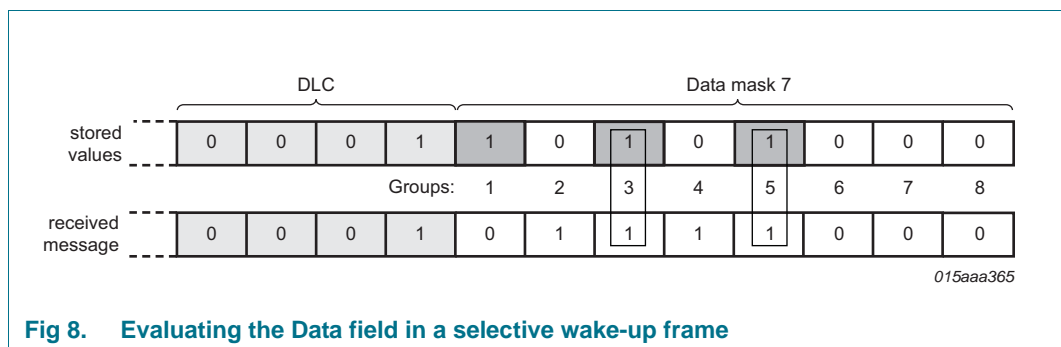 DLC Data mask 7
stored values 0 0 0 1 1 0 1 0 1 0 0 0
Groups: 1 2 3 4 5 6 7 8
received message 0 0 0 1 0 1 1 1 1 0 0 0
015aaa365
Fig 8. Evaluating the Data field in a selective wake-up frame